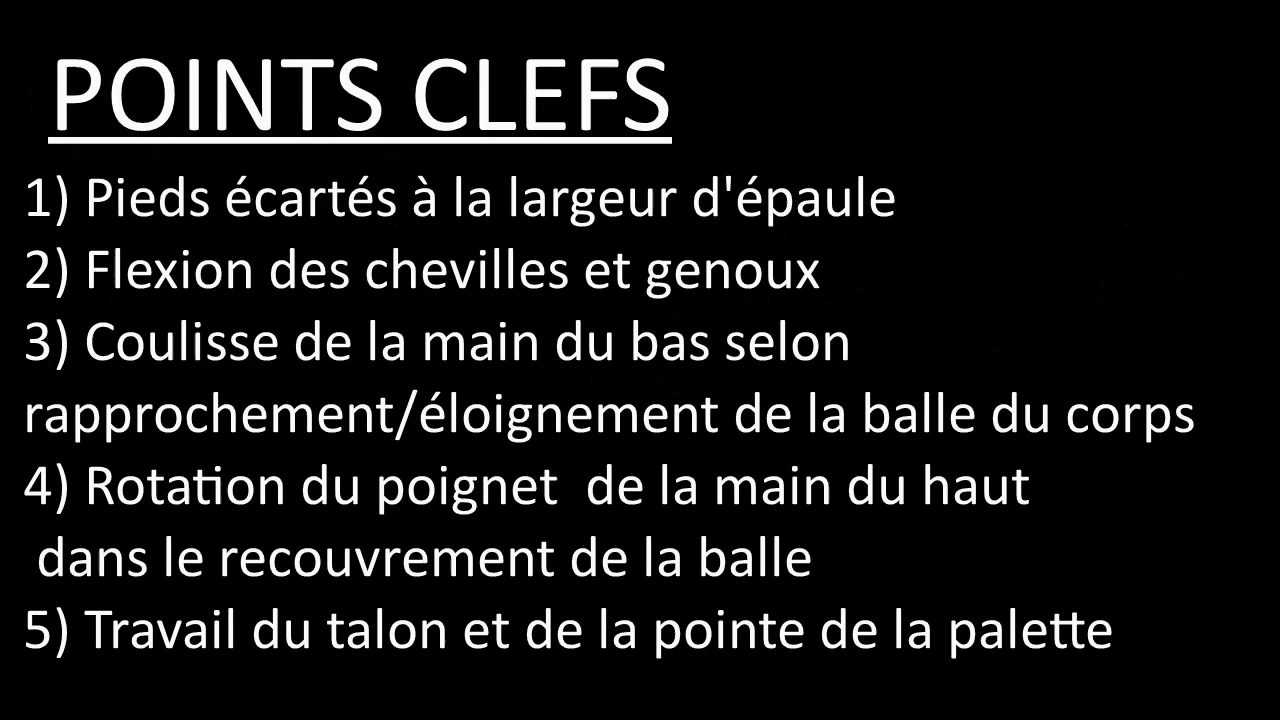 POINTS CLEFS
1) Pieds écartés à la largeur d'épaule
2) Flexion des chevilles et genoux
3) Coulisse de la main du bas selon
rapprochement/éloignement de la balle du corps
4) Rotation du poignet  de la main du haut
dans le recouvrement de la balle
5) Travail du talon et de la pointe de la palette